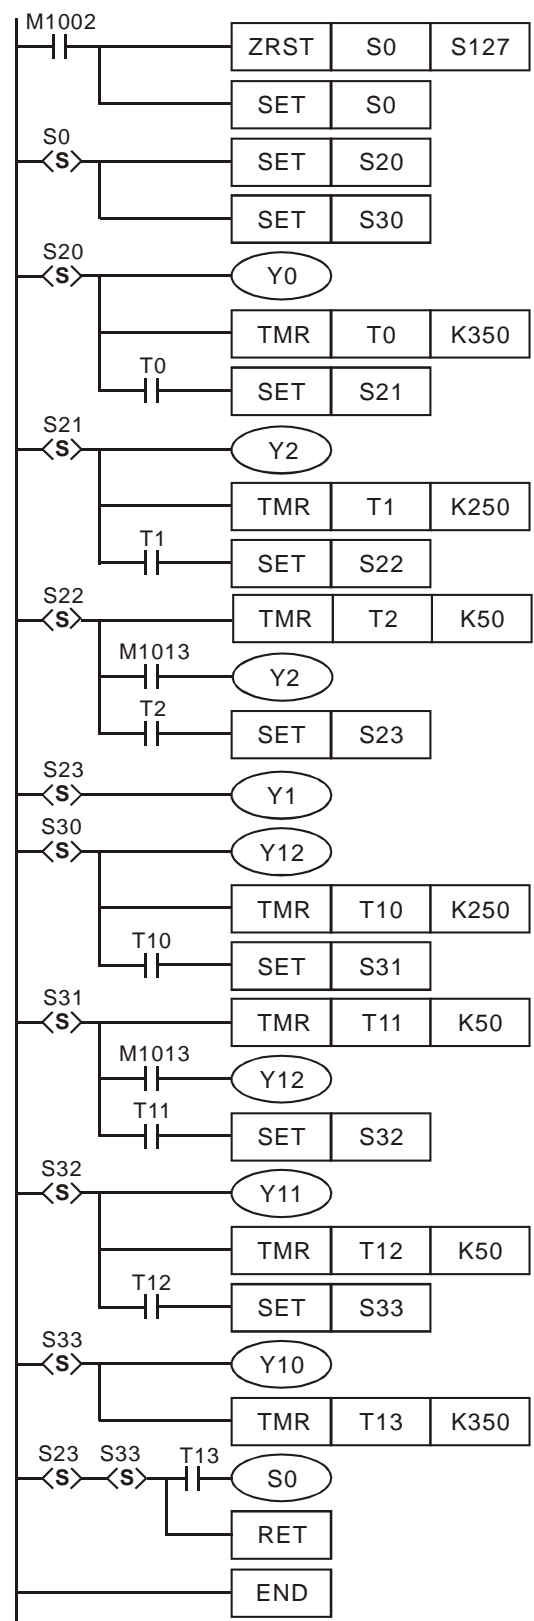 M1002
ZRST S0 S127
SET S0
S0
S SET S20
SET S30
S20
S Y0
TMR T0 K350
T0
SET S21
S21
S Y2
TMR T1 K250
T1
SET S22
S22
S TMR T2 K50
M1013
Y2
T2
SET S23
S23
S Y1
S30
S Y12
TMR T10 K250
T10
SET S31
S31
S TMR T11 K50
M1013
Y12
T11
SET S32
S32
S Y11
TMR T12 K50
T12
SET S33
S33
S Y10
TMR T13 K350
S23 S33 T13
S S S0
RET
END